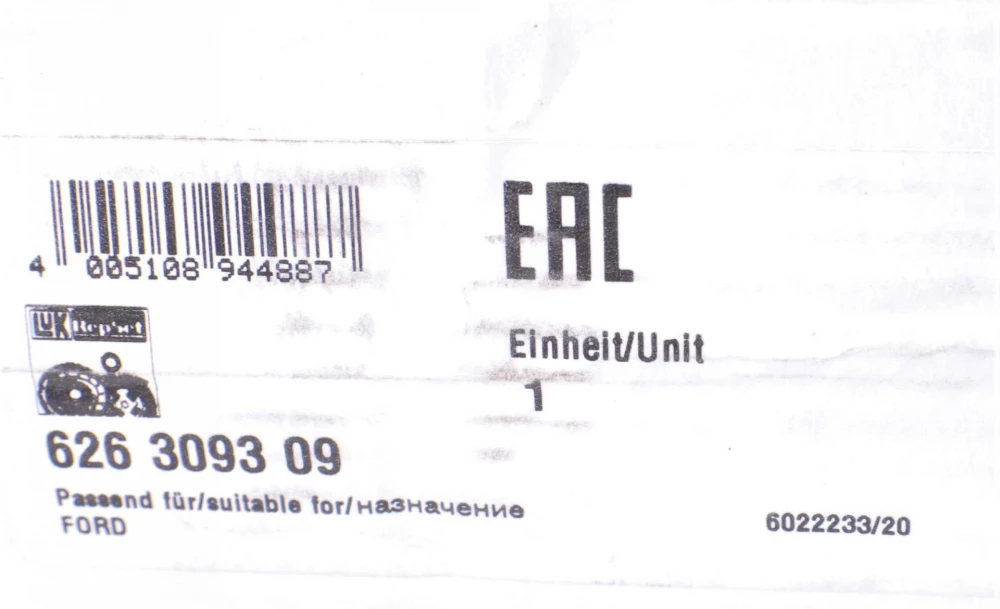 EAC
4 005108 944887
LuK RepSet
Einheit/Unit
1
626 3093 09
Passend für/suitable for/назначение
FORD
6022233/20